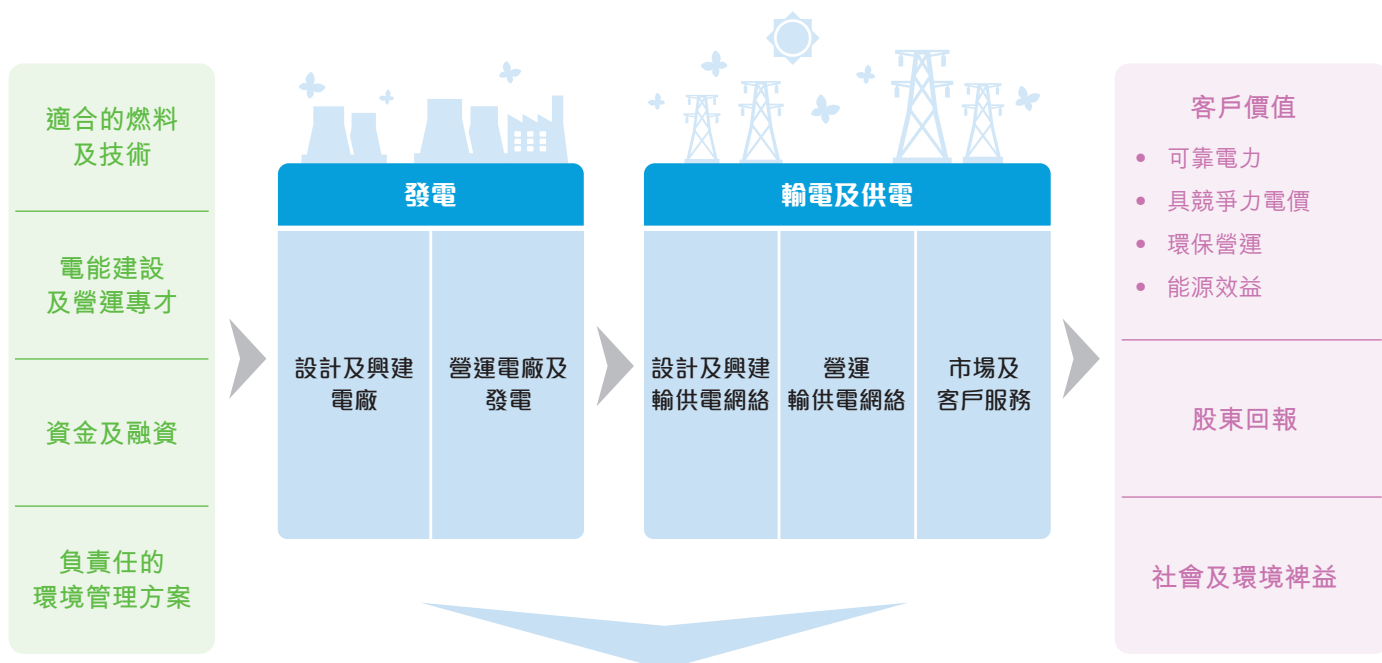 適合的燃料
及技術
電能建設
及營運專才
資金及融資
負責任的
環境管理方案
發電
設計及興建
電廠
營運電廠及
發電
輸電及供電
設計及興建
輸供電網絡
營運
輸供電網絡
市場及
客戶服務
客戶價值
• 可靠電力
• 具競爭力電價
• 環保營運
• 能源效益
股東回報
社會及環境裨益